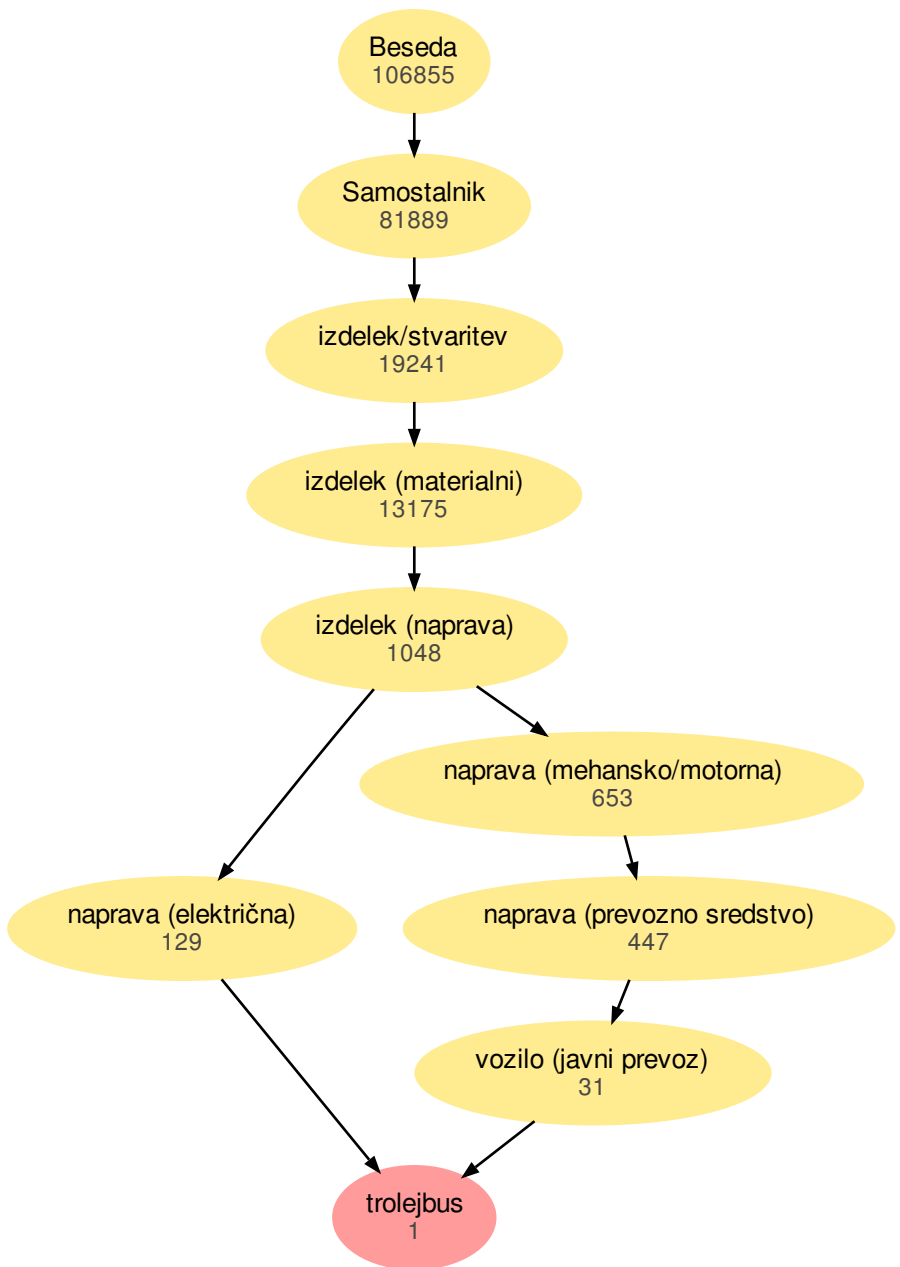 Beseda
106855
Samostalnik
81889
izdelek/stvaritev
19241
izdelek (materialni)
13175
izdelek (naprava)
1048
naprava (mehansko/motorna)
653
naprava (električna)
129
naprava (prevozno sredstvo)
447
vozilo (javni prevoz)
31
trolejbus
1